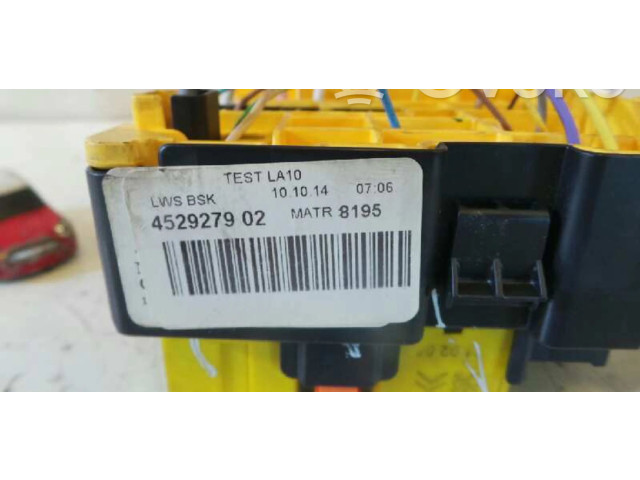 TEST LA10
LWS BSK 10.10.14 07:06
4529279 02 MATR 8195